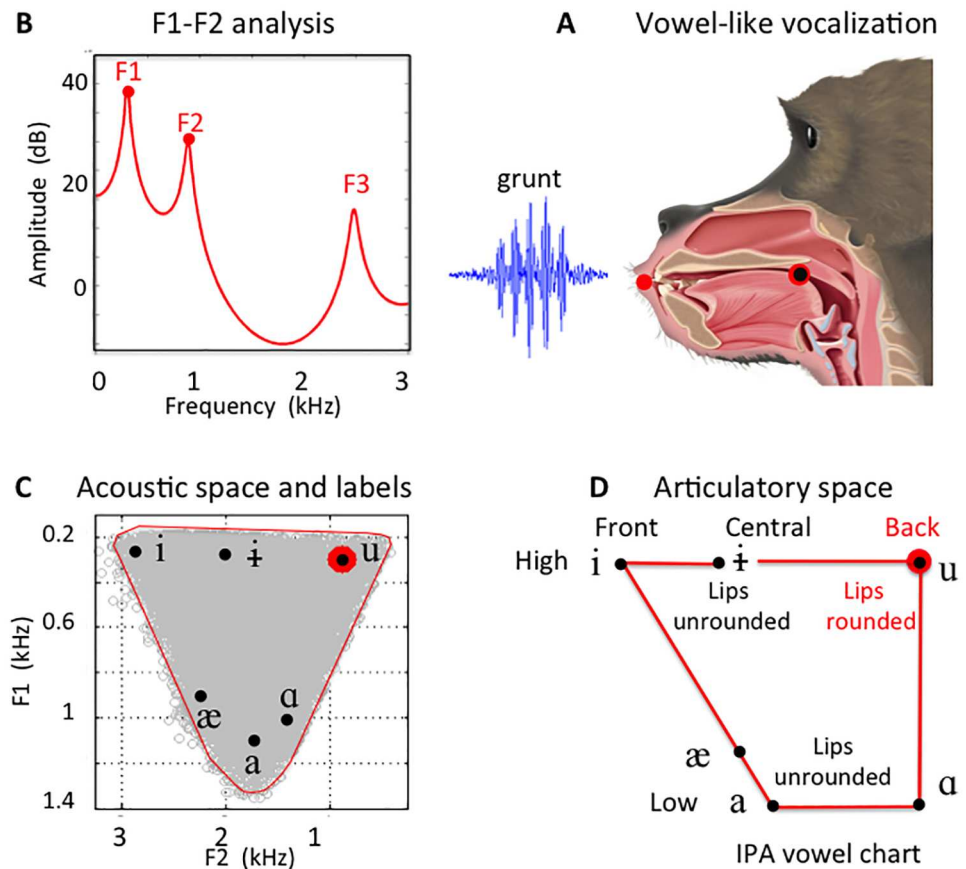 B F1-F2 analysis
F1
F2
F3
40
20
0
Amplitude (dB)
0 1 2 3
Frequency (kHz)
A Vowel-like vocalization
grunt
C Acoustic space and labels
0.2
0.6
1
1.4
F1 (kHz)
i ɨ u
æ ɑ
a
3 2 1
F2 (kHz)
D Articulatory space
Front Central Back
High i ɨ u
Lips
unrounded
Lips
rounded
æ
Lips
unrounded
Low a ɑ
IPA vowel chart